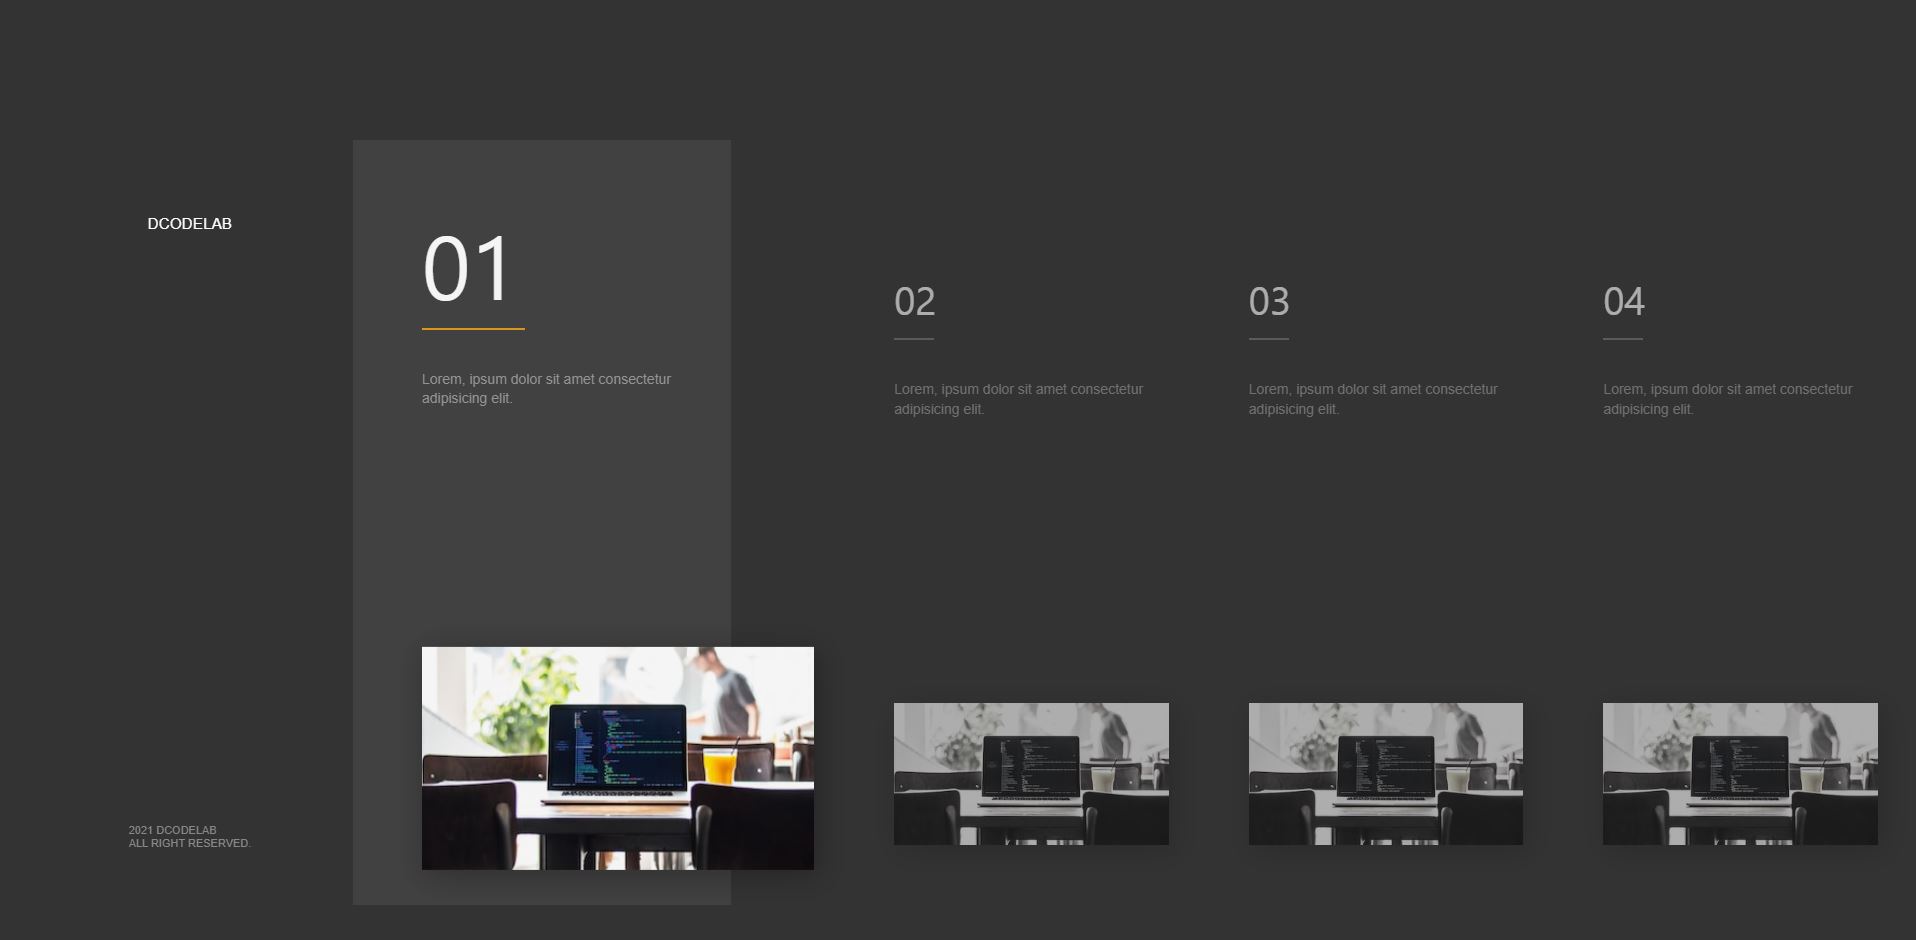 DCODELAB
01
Lorem, ipsum dolor sit amet consectetur
adipisicing elit.
02
Lorem, ipsum dolor sit amet consectetur
adipisicing elit.
03
Lorem, ipsum dolor sit amet consectetur
adipisicing elit.
04
Lorem, ipsum dolor sit amet consectetur
adipisicing elit.
2021 DCODELAB
ALL RIGHT RESERVED.